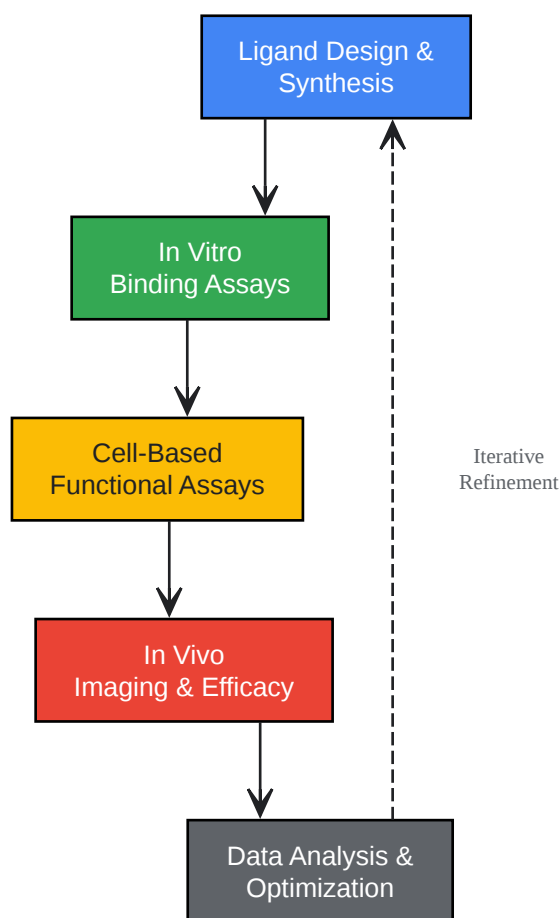 Ligand Design &
Synthesis
In Vitro
Binding Assays
Cell-Based
Functional Assays
Iterative
Refinement
In Vivo
Imaging & Efficacy
Data Analysis &
Optimization